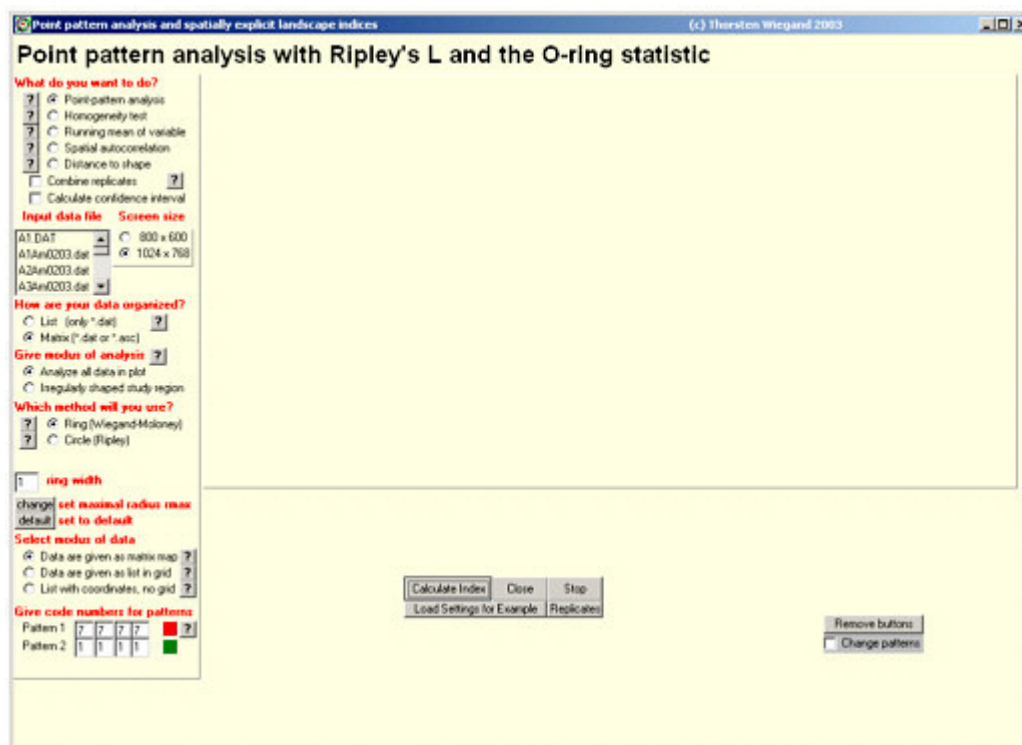 Point pattern analysis and spatially explicit landscape indices (c) Thorsten Wiegand 2003
Point pattern analysis with Ripley's L and the O-ring statistic
What do you want to do?
? Point-pattern analysis
? Homogeneity test
? Running mean of variable
? Spatial autocorrelation
? Distance to shape
Combine replicates ?
Calculate confidence interval
Input data file Screen size
A1.DAT
A1Am0203.dat
A2Am0203.dat
A3Am0203.dat
800 x 600
1024 x 768
How are your data organized?
List (only *.dat) ?
Matrix (*.dat or *.asc)
Give modus of analysis ?
Analyze all data in plot
Irregularly shaped study region
Which method will you use?
? Ring (Wiegand-Moloney)
? Circle (Ripley)
1 ring width
change set maximal radius rmax
default set to default
Select modus of data
Data are given as matrix map ?
Data are given as list in grid ?
List with coordinates, no grid ?
Give code numbers for patterns
Pattern 1 7 7 7 7 ?
Pattern 2 1 1 1 1
Calculate Index Close Stop
Load Settings for Example Replicates
Remove buttons
Change patterns